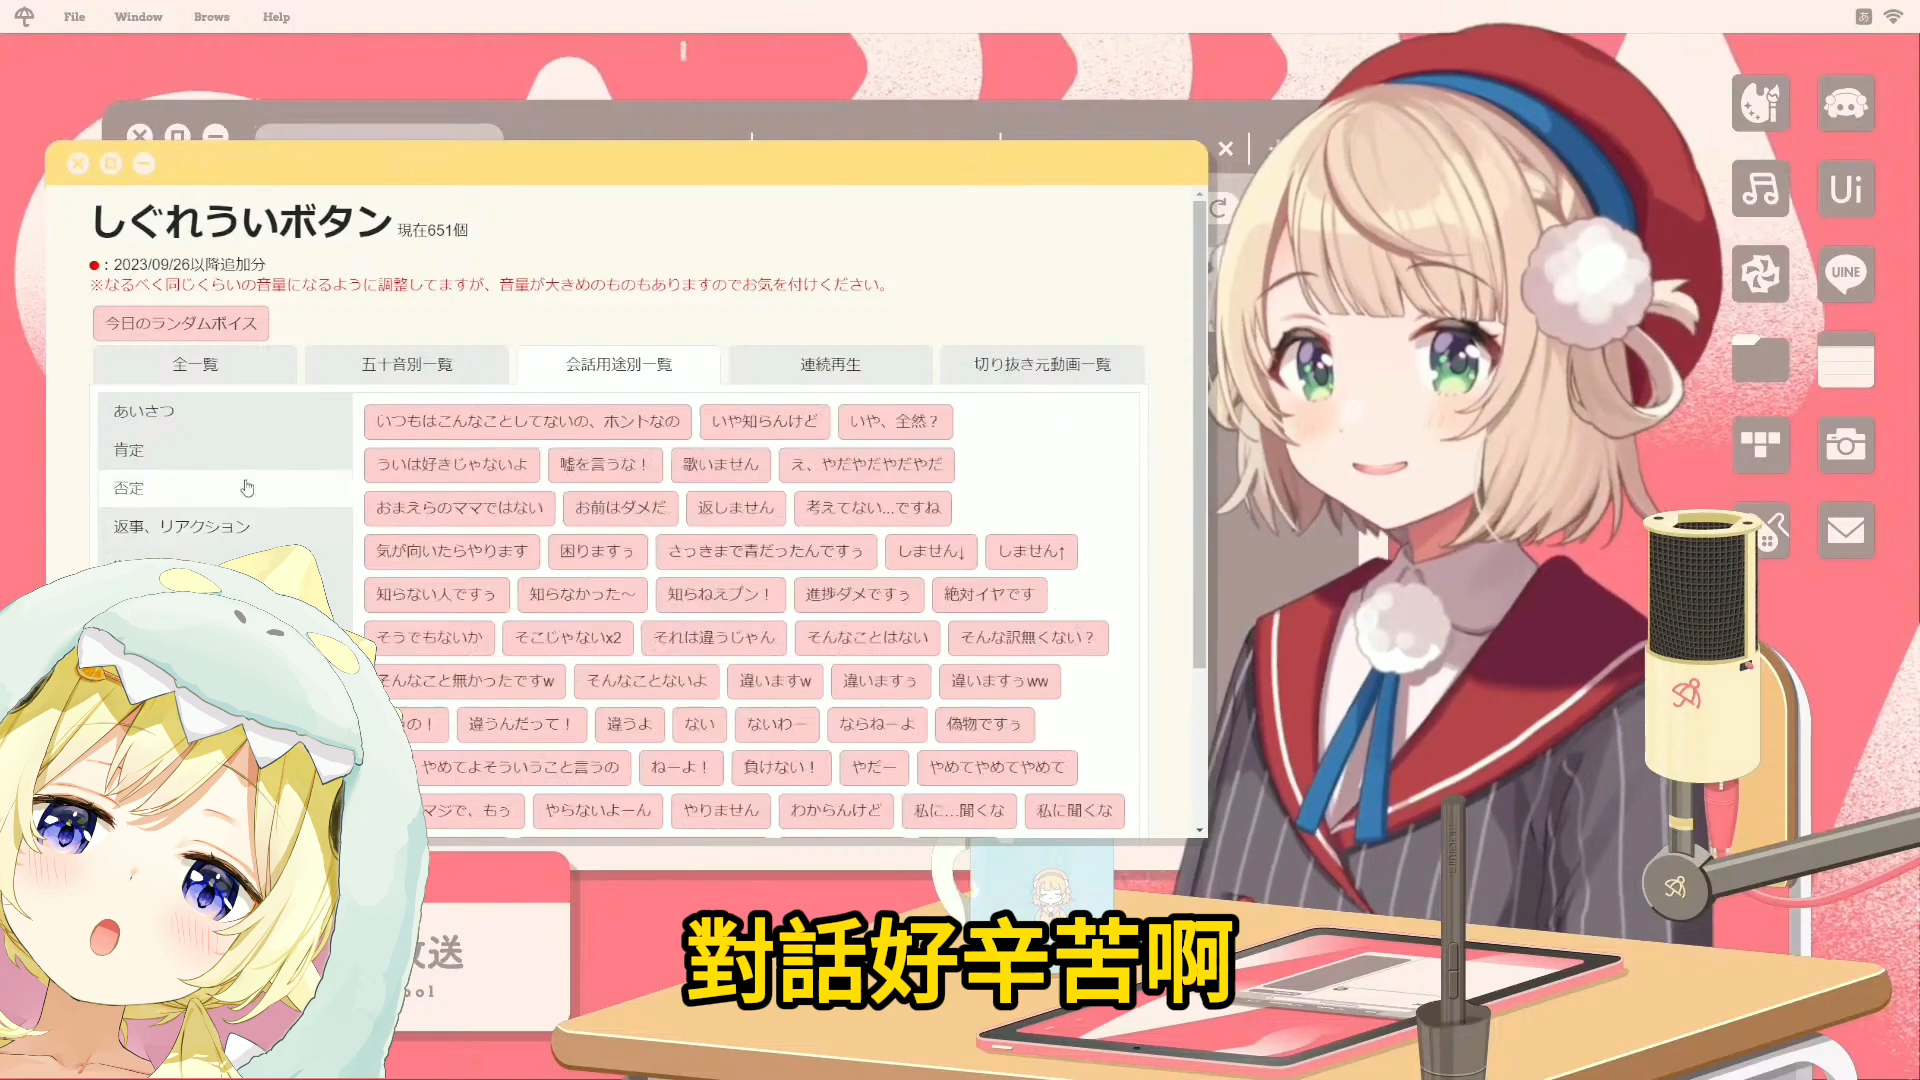 File Window Brows Help
あ
しぐれういボタン 現在651個
●：2023/09/26以降追加分
※なるべく同じくらいの音量になるように調整してますが、音量が大きめのものもありますのでお気を付けください。
今日のランダムボイス
全一覧 五十音別一覧 会話用途別一覧 連続再生 切り抜き元動画一覧
あいさつ
肯定
否定
返事、リアクション
いつもはこんなことしてないの、ホントなの いや知らんけど いや、全然？
ういは好きじゃないよ 嘘を言うな！ 歌いません え、やだやだやだやだ
おまえらのママではない お前はダメだ 返しません 考えてない...ですね
気が向いたらやります 困りますぅ さっきまで青だったんですぅ しません↓ しません↑
知らない人ですぅ 知らなかった～ 知らねえプン！ 進捗ダメですぅ 絶対イヤです
そうでもないか そこじゃないx2 それは違うじゃん そんなことはない そんな訳無くない？
そんなこと無かったですw そんなことないよ 違いますw 違いますぅ 違いますぅww
の！ 違うんだって！ 違うよ ない ないわー ならねーよ 偽物ですぅ
やめてよそういうこと言うの ねーよ！ 負けない！ やだー やめてやめてやめて
マジで、もぅ やらないよーん やりません わからんけど 私に...聞くな 私に聞くな
Ui
UINE
送
ool
對話好辛苦啊